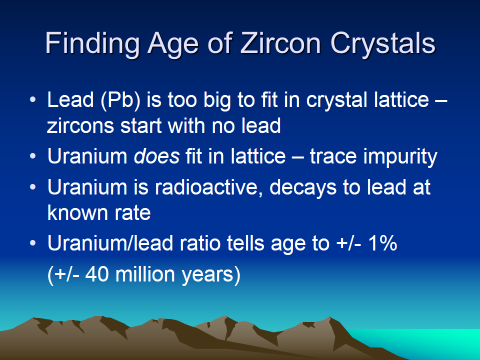 Finding Age of Zircon Crystals
• Lead (Pb) is too big to fit in crystal lattice –
zircons start with no lead
• Uranium does fit in lattice – trace impurity
• Uranium is radioactive, decays to lead at
known rate
• Uranium/lead ratio tells age to +/- 1%
(+/- 40 million years)